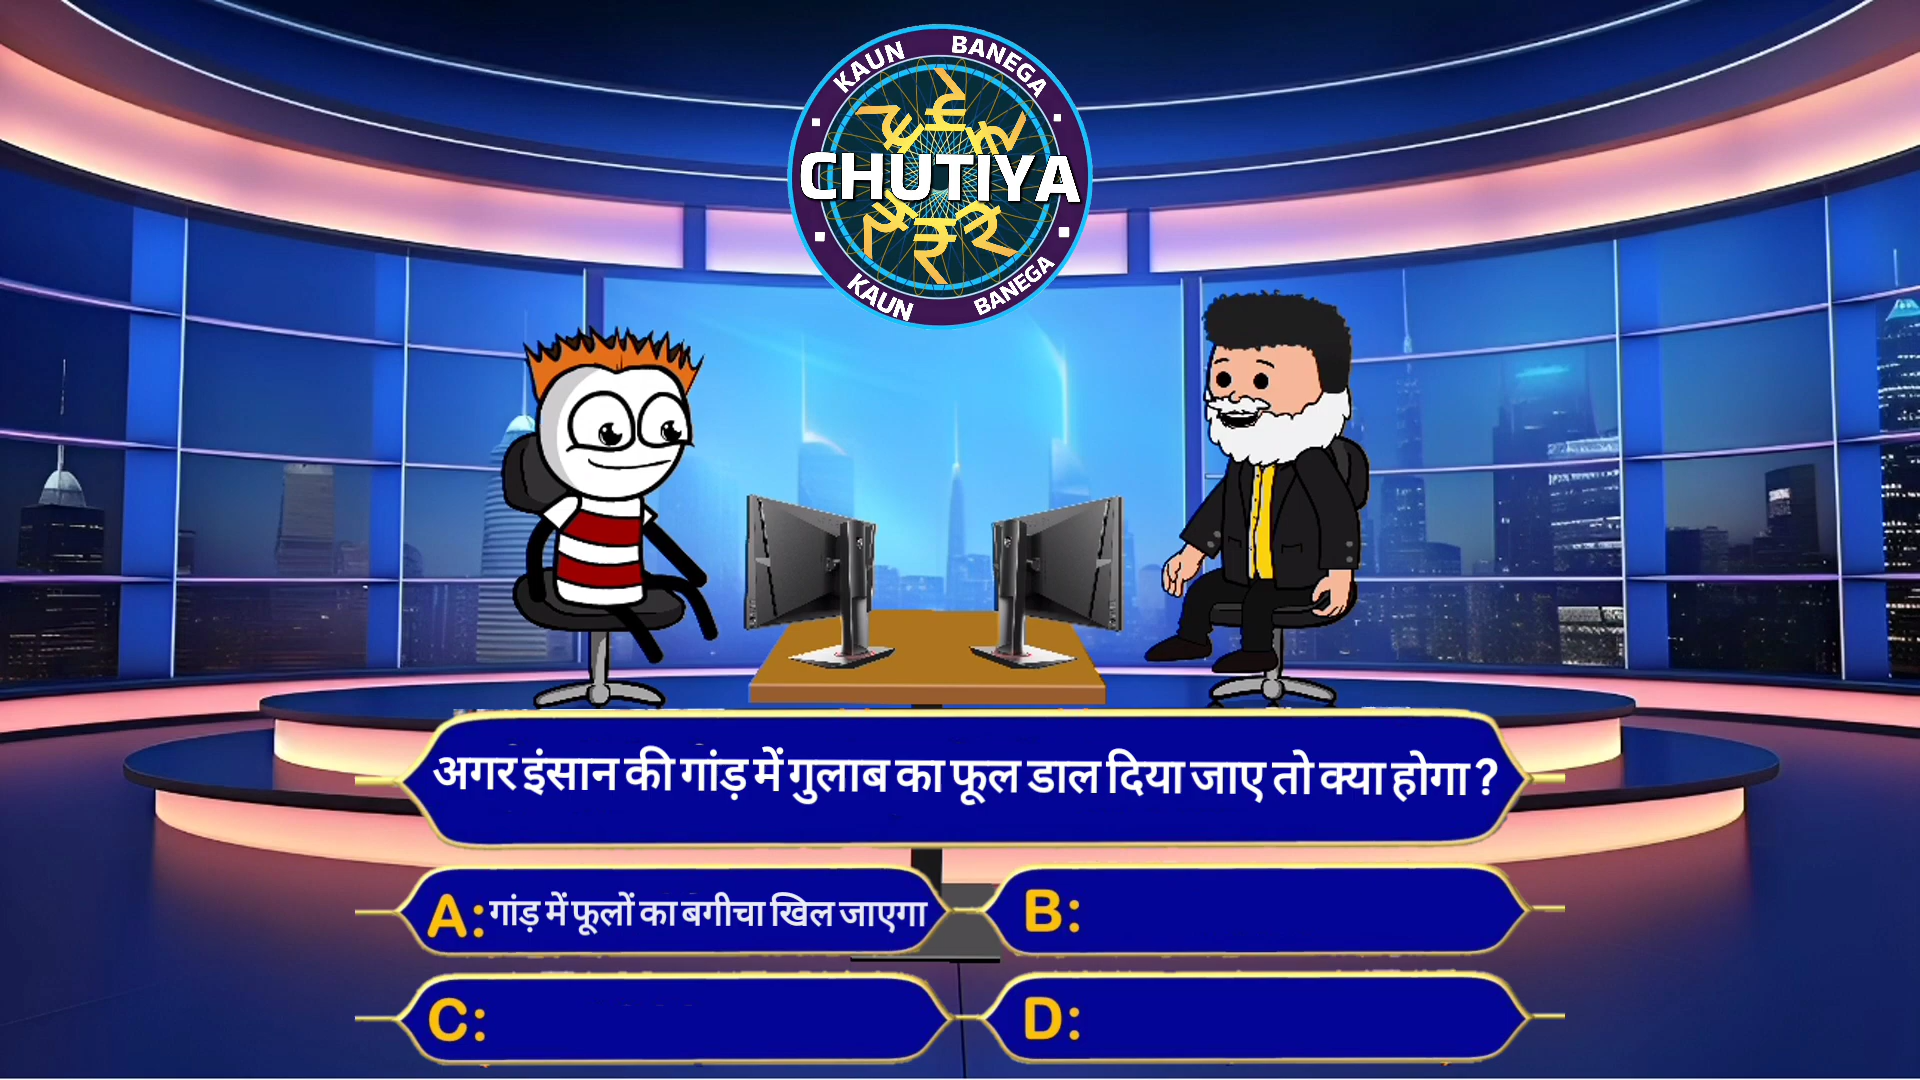 KAUN BANEGA
CHUTIYA
KAUN BANEGA
अगर इंसान की गांड़ में गुलाब का फूल डाल दिया जाए तो क्या होगा ?
A: गांड़ में फूलों का बगीचा खिल जाएगा
B:
C:
D: